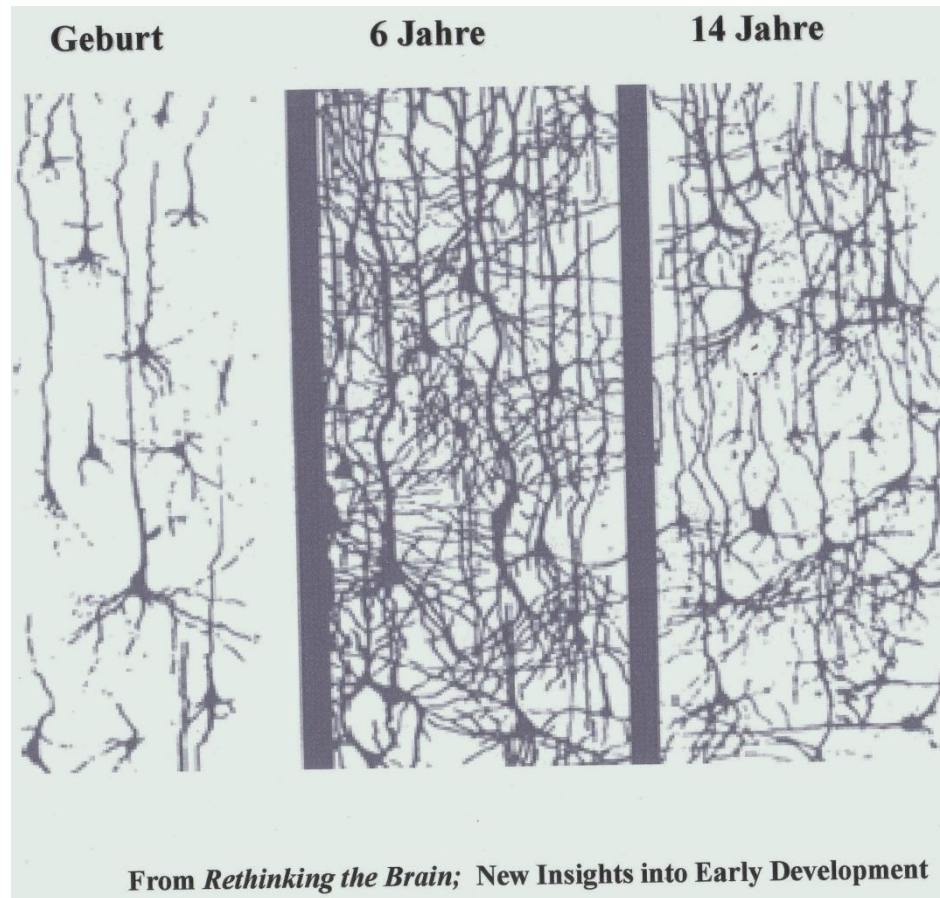 Geburt
6 Jahre
14 Jahre
From Rethinking the Brain; New Insights into Early Development